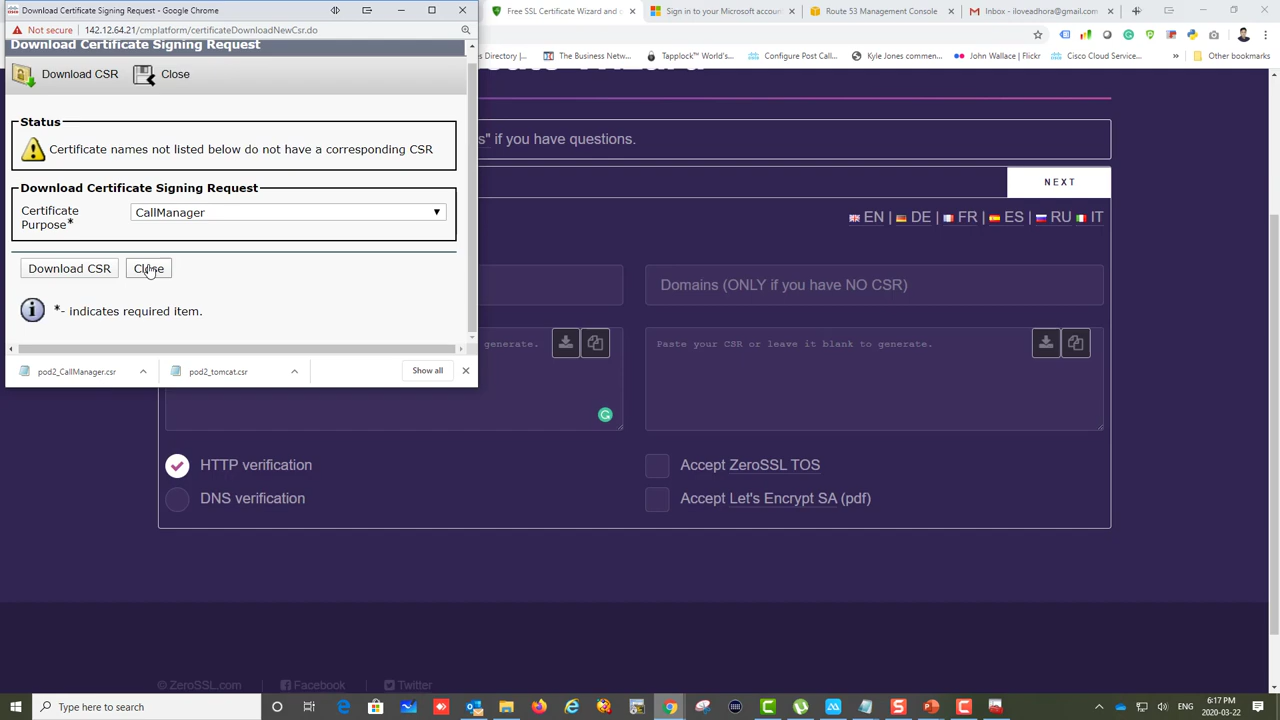 Download Certificate Signing Request - Google Chrome
Not secure 142.12.64.21/cmplatform/certificateDownloadNewCsr.do
Download Certificate Signing Request
Download CSR Close
Status
Certificate names not listed below do not have a corresponding CSR
Download Certificate Signing Request
Certificate Purpose*
CallManager
Download CSR Close
*- indicates required item.
pod2_CallManager.csr pod2_tomcat.csr Show all
Free SSL Certificate Wizard and c
Sign in to your Microsoft accoun
Route 53 Management Console
Inbox - iloveadhora@gmail.com
s Directory |...
The Business Netw...
Tapplock™ World's...
Configure Post Call...
Kyle Jones commen...
John Wallace | Flickr
Cisco Cloud Service...
» Other bookmarks
s" if you have questions.
NEXT
EN | DE | FR | ES | RU | IT
Domains (ONLY if you have NO CSR)
generate.
Paste your CSR or leave it blank to generate.
HTTP verification
Accept ZeroSSL TOS
DNS verification
Accept Let's Encrypt SA (pdf)
© ZeroSSL.com | Facebook | Twitter
Type here to search
ENG
6:17 PM
2020-03-22